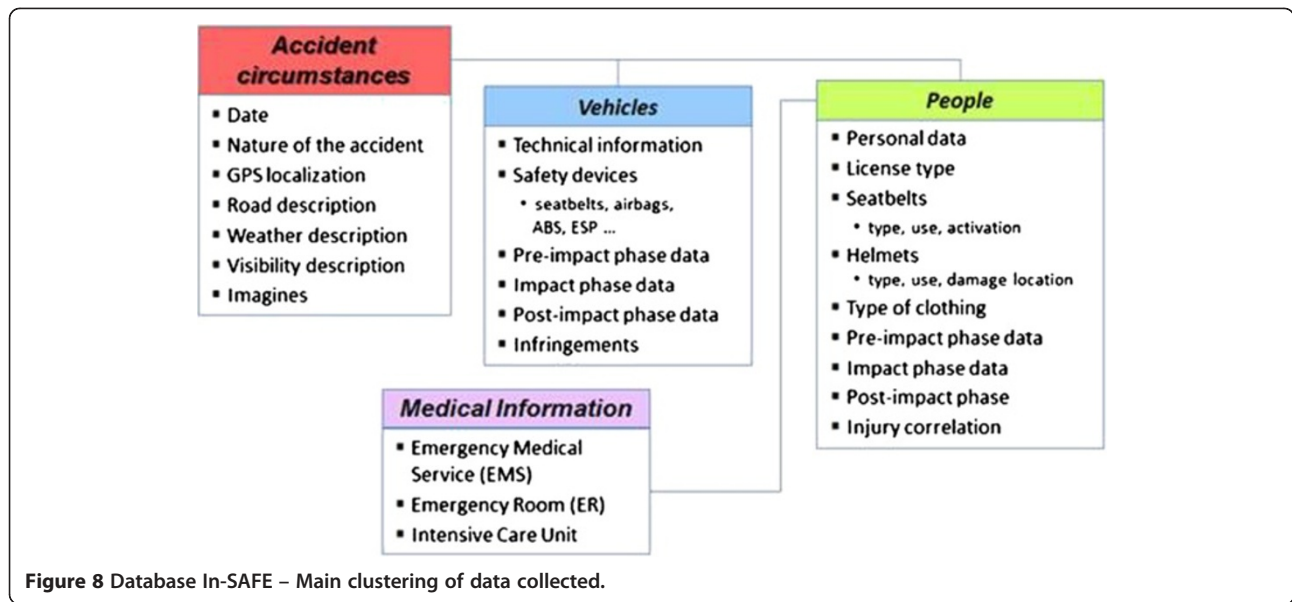 Accident
circumstances
▪ Date
▪ Nature of the accident
▪ GPS localization
▪ Road description
▪ Weather description
▪ Visibility description
▪ Imagines
Vehicles
▪ Technical information
▪ Safety devices
• seatbelts, airbags,
ABS, ESP ...
▪ Pre-impact phase data
▪ Impact phase data
▪ Post-impact phase data
▪ Infringements
People
▪ Personal data
▪ License type
▪ Seatbelts
• type, use, activation
▪ Helmets
• type, use, damage location
▪ Type of clothing
▪ Pre-impact phase data
▪ Impact phase data
▪ Post-impact phase
▪ Injury correlation
Medical Information
▪ Emergency Medical
Service (EMS)
▪ Emergency Room (ER)
▪ Intensive Care Unit
Figure 8 Database In-SAFE – Main clustering of data collected.